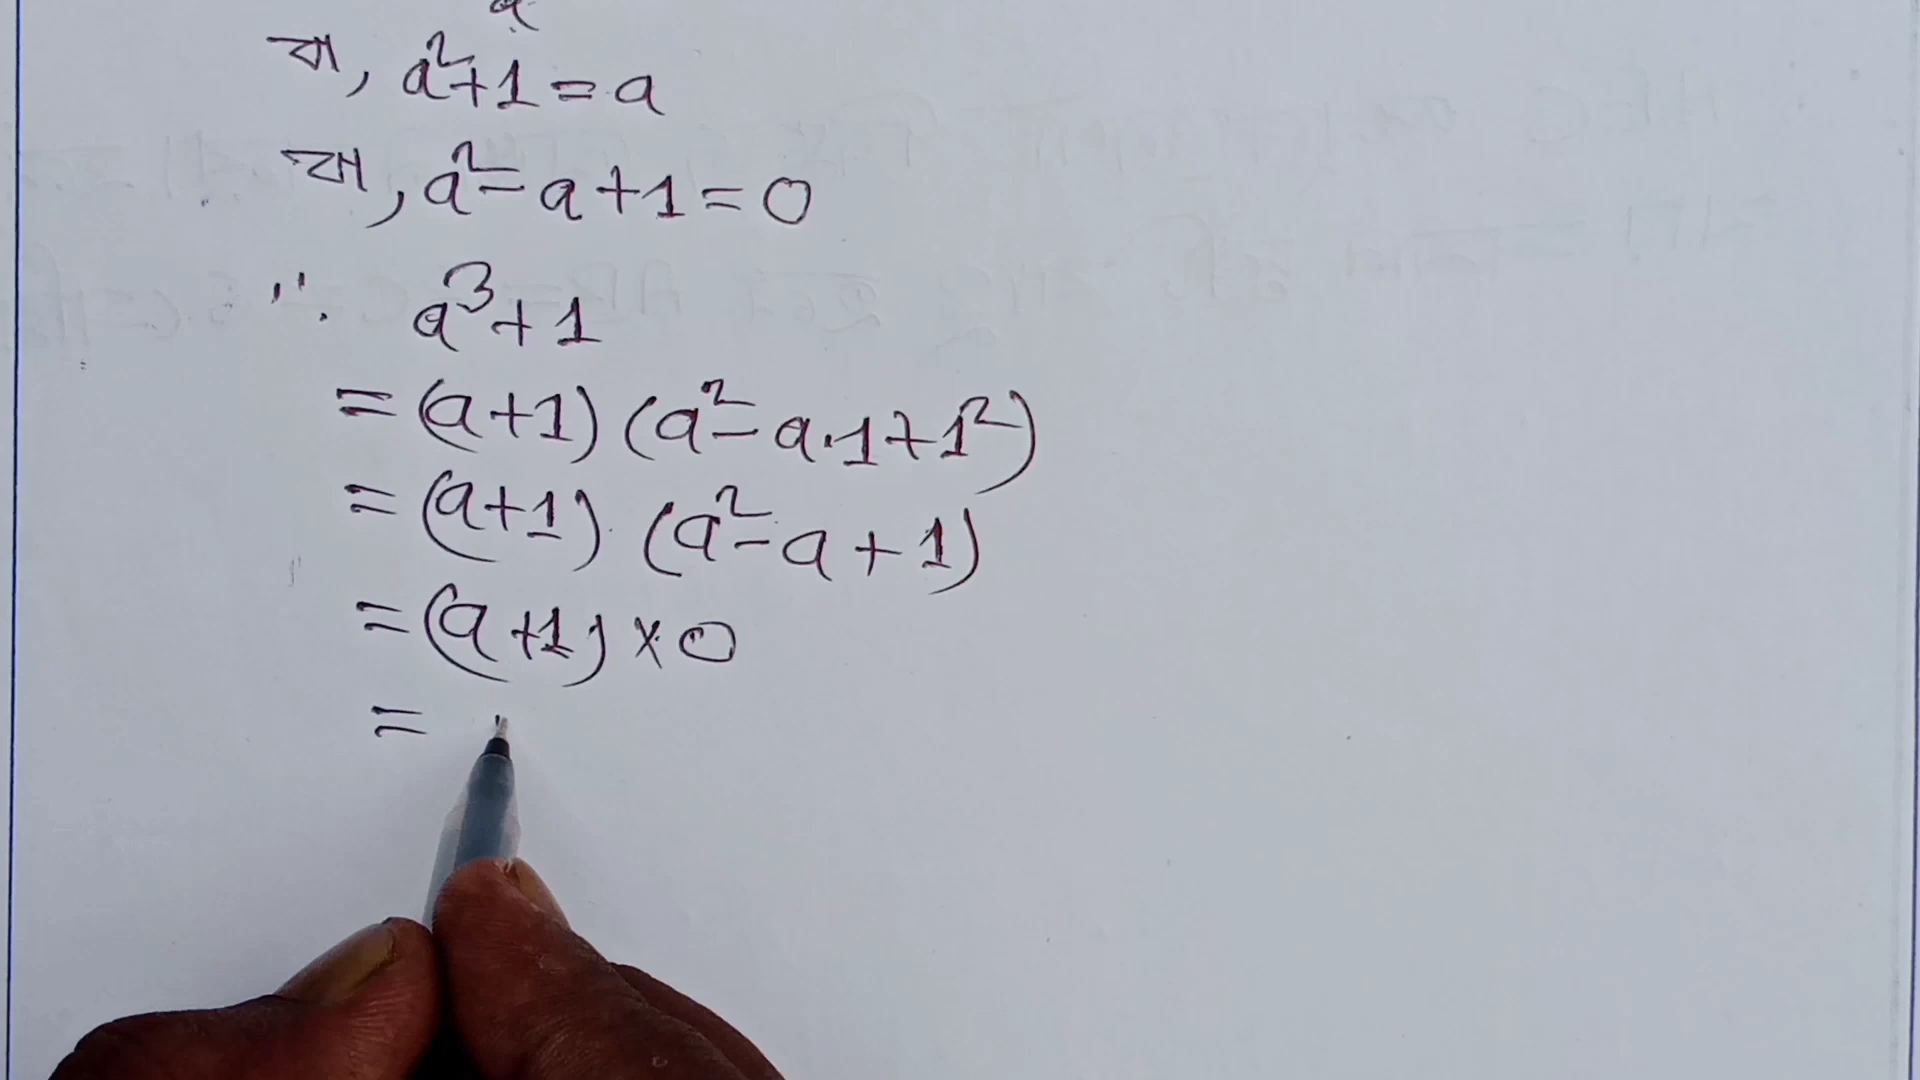 বা, a²+1=a
বা, a²-a+1=0
∴ a³+1
=(a+1)(a²-a.1+1²)
=(a+1)(a²-a+1)
=(a+1)×0
=